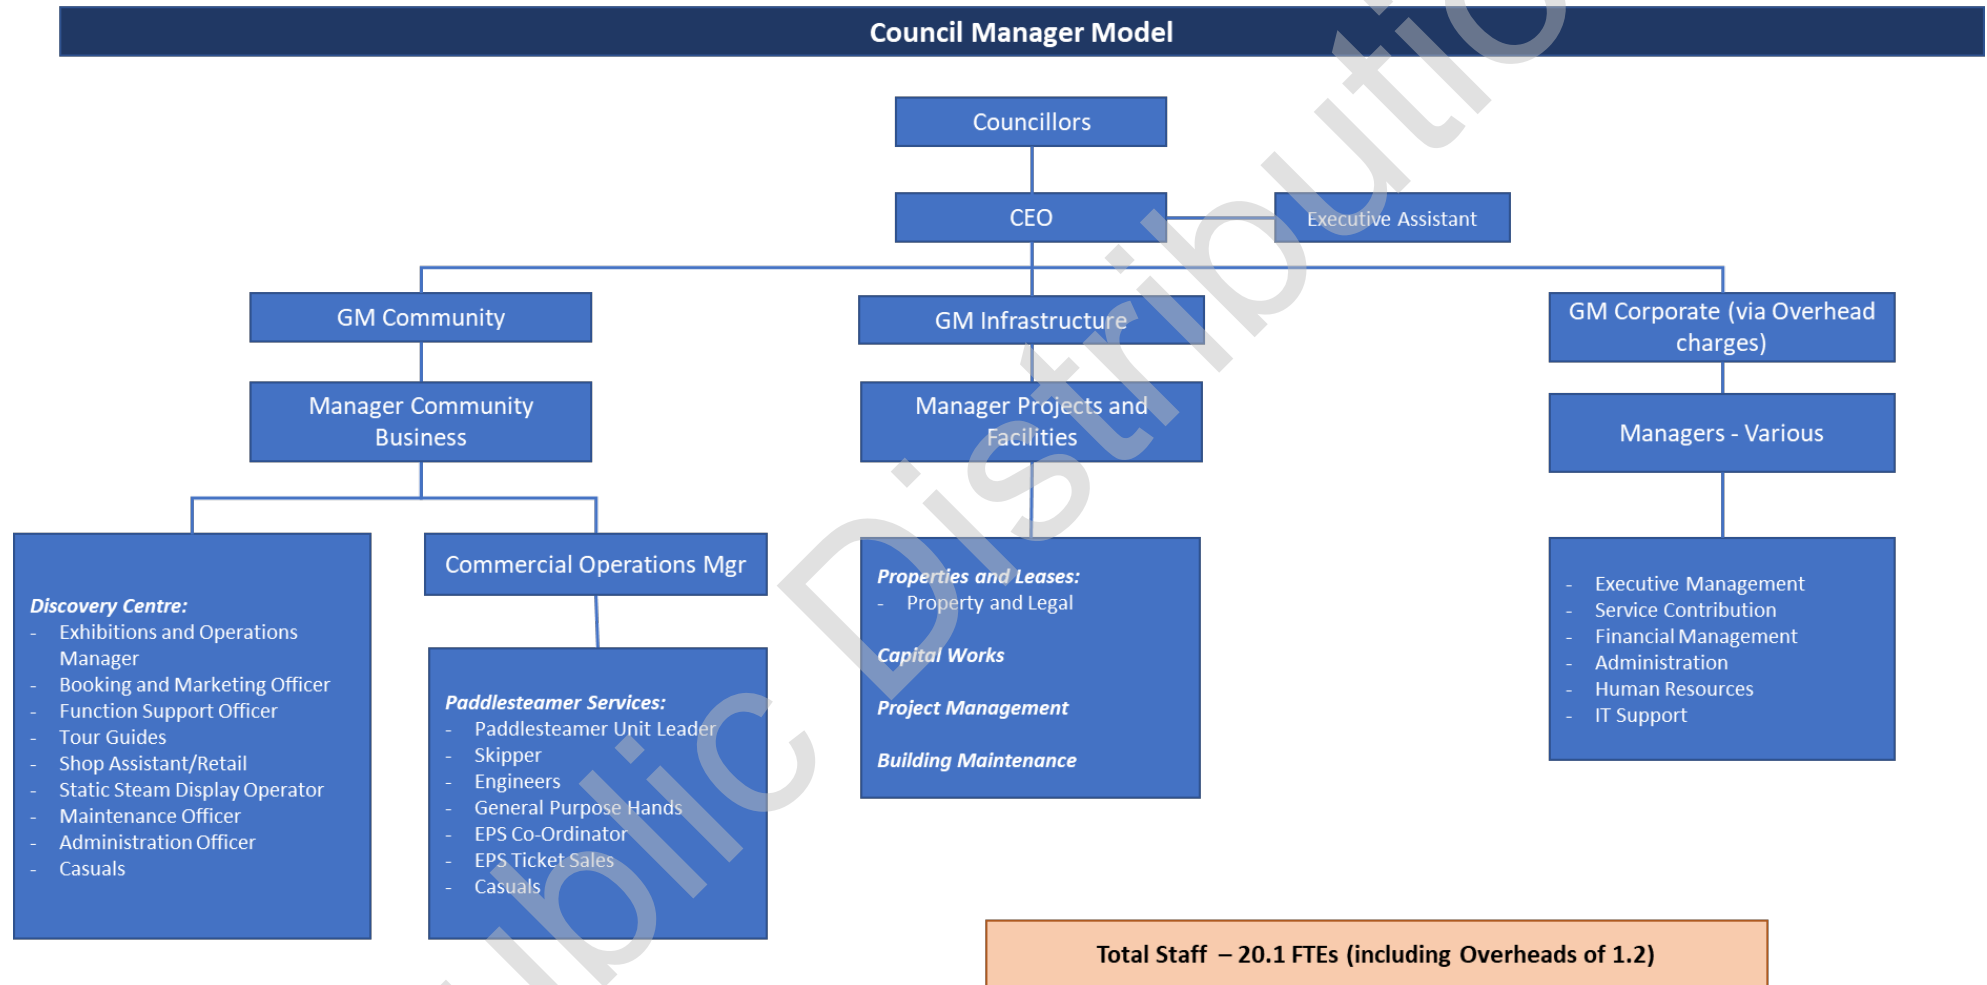 Council Manager Model
Councillors
CEO
Executive Assistant
GM Community
GM Infrastructure
GM Corporate (via Overhead
charges)
Manager Community
Business
Manager Projects and
Facilities
Managers - Various
Discovery Centre:
- Exhibitions and Operations
Manager
- Booking and Marketing Officer
- Function Support Officer
- Tour Guides
- Shop Assistant/Retail
- Static Steam Display Operator
- Maintenance Officer
- Administration Officer
- Casuals
Commercial Operations Mgr
Paddlesteamer Services:
- Paddlesteamer Unit Leader
- Skipper
- Engineers
- General Purpose Hands
- EPS Co-Ordinator
- EPS Ticket Sales
- Casuals
Properties and Leases:
- Property and Legal
Capital Works
Project Management
Building Maintenance
- Executive Management
- Service Contribution
- Financial Management
- Administration
- Human Resources
- IT Support
Total Staff – 20.1 FTEs (including Overheads of 1.2)
ublic Distributio